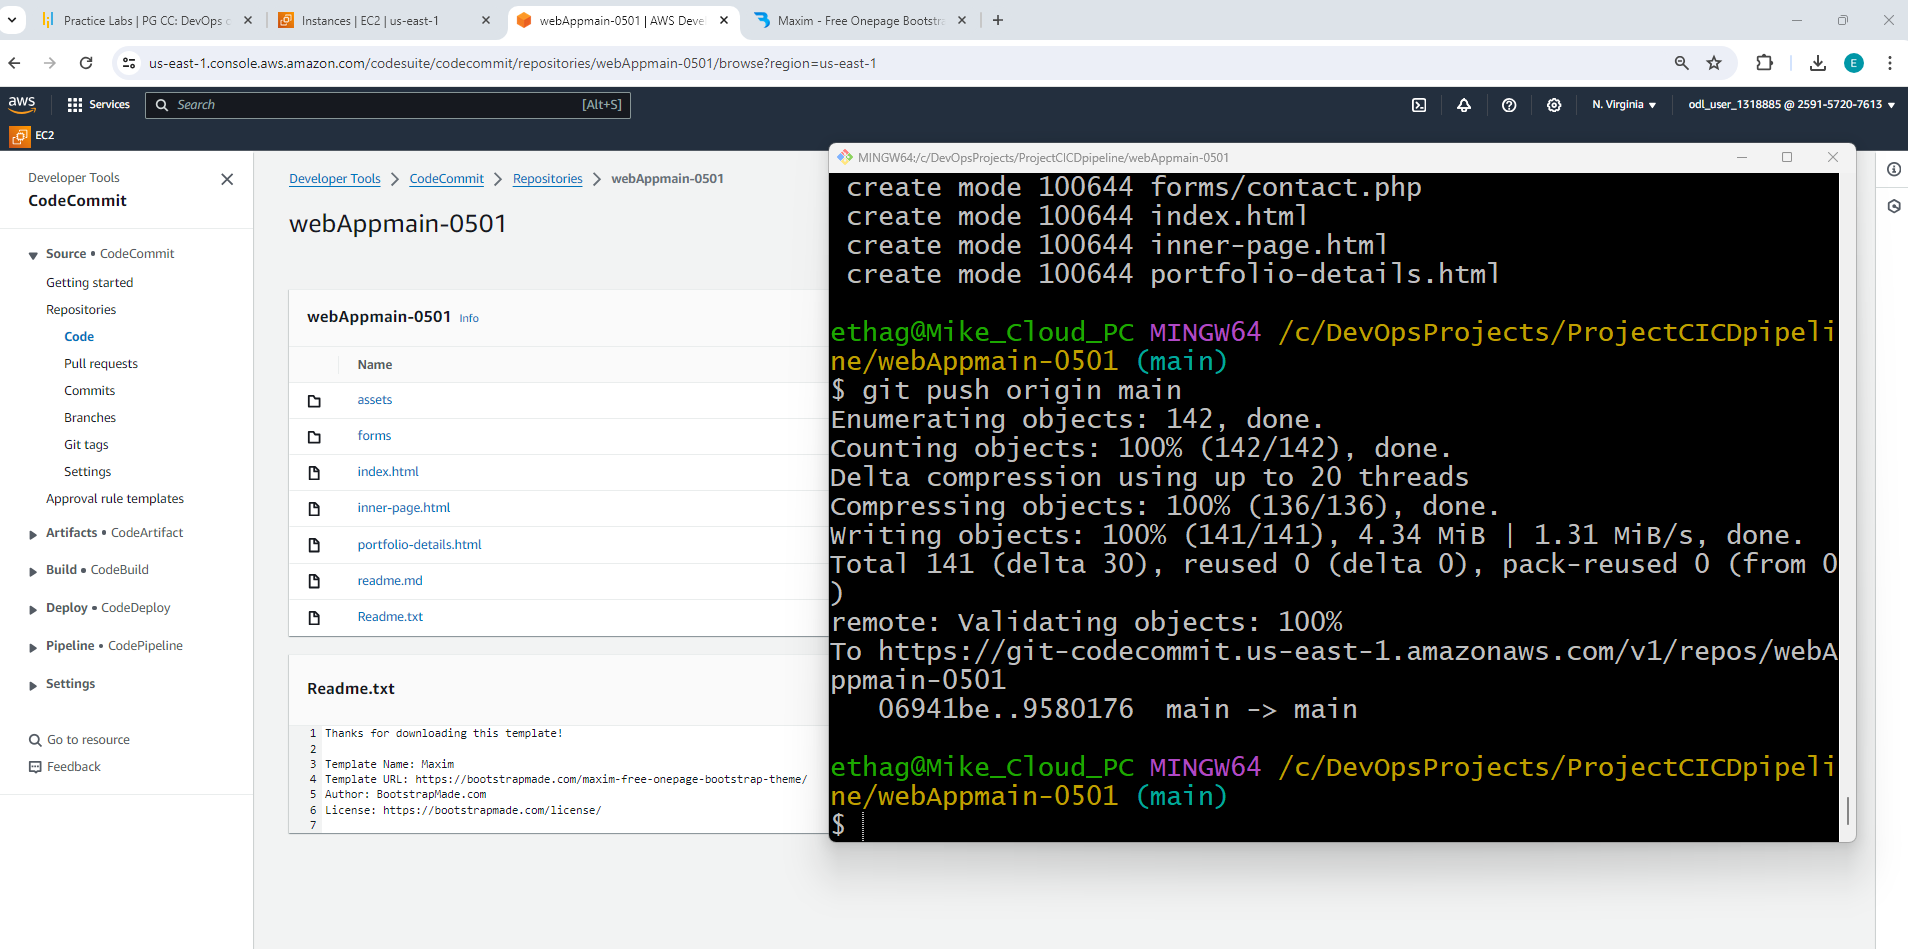 Practice Labs | PG CC: DevOps c
Instances | EC2 | us-east-1
webAppmain-0501 | AWS Deve
Maxim - Free Onepage Bootstra
us-east-1.console.aws.amazon.com/codesuite/codecommit/repositories/webAppmain-0501/browse?region=us-east-1
E
aws
Services
Search
[Alt+S]
N. Virginia
odl_user_1318885 @ 2591-5720-7613
EC2
Developer Tools
CodeCommit
Source • CodeCommit
Getting started
Repositories
Code
Pull requests
Commits
Branches
Git tags
Settings
Approval rule templates
Artifacts • CodeArtifact
Build • CodeBuild
Deploy • CodeDeploy
Pipeline • CodePipeline
Settings
Go to resource
Feedback
Developer Tools
CodeCommit
Repositories
webAppmain-0501
webAppmain-0501
webAppmain-0501 Info
Name
assets
forms
index.html
inner-page.html
portfolio-details.html
readme.md
Readme.txt
Readme.txt
1 Thanks for downloading this template!
2
3 Template Name: Maxim
4 Template URL: https://bootstrapmade.com/maxim-free-onepage-bootstrap-theme/
5 Author: BootstrapMade.com
6 License: https://bootstrapmade.com/license/
7
MINGW64:/c/DevOpsProjects/ProjectCICDpipeline/webAppmain-0501
create mode 100644 forms/contact.php
create mode 100644 index.html
create mode 100644 inner-page.html
create mode 100644 portfolio-details.html
ethag@Mike_Cloud_PC MINGW64 /c/DevOpsProjects/ProjectCICDpipeli
ne/webAppmain-0501 (main)
$ git push origin main
Enumerating objects: 142, done.
Counting objects: 100% (142/142), done.
Delta compression using up to 20 threads
Compressing objects: 100% (136/136), done.
Writing objects: 100% (141/141), 4.34 MiB | 1.31 MiB/s, done.
Total 141 (delta 30), reused 0 (delta 0), pack-reused 0 (from 0
)
remote: Validating objects: 100%
To https://git-codecommit.us-east-1.amazonaws.com/v1/repos/webA
ppmain-0501
06941be..9580176 main -> main
ethag@Mike_Cloud_PC MINGW64 /c/DevOpsProjects/ProjectCICDpipeli
ne/webAppmain-0501 (main)
$